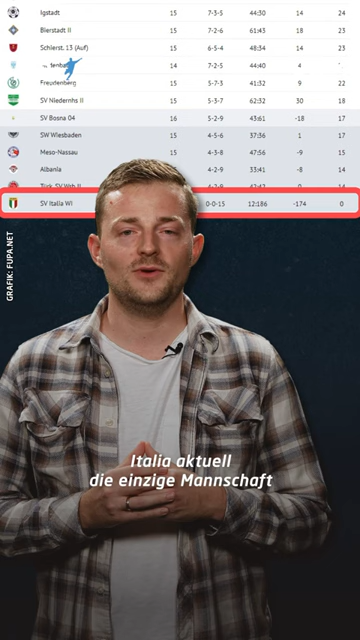 Igstadt 15 7-3-5 44:30 14 24
Bierstadt II 15 7-2-6 61:43 18 23
Schierst. 13 (Auf) 15 6-5-4 48:34 14 23
14 7-2-5 44:40 4
Freudenberg 15 5-3-7 41:32 9 22
SV Niedernhs II 15 5-3-7 62:32 30 18
SV Bosna 04 16 5-2-9 43:61 -18 17
SW Wiesbaden 15 4-5-6 37:36 1 17
Meso-Nassau 15 4-3-8 47:56 -9 15
Albania 15 4-2-9 33:41 -8 14
SV Italia WI 0-0-15 12:186 -174 0
GRAFIK: FUPA.NET
Italia aktuell
die einzige Mannschaft